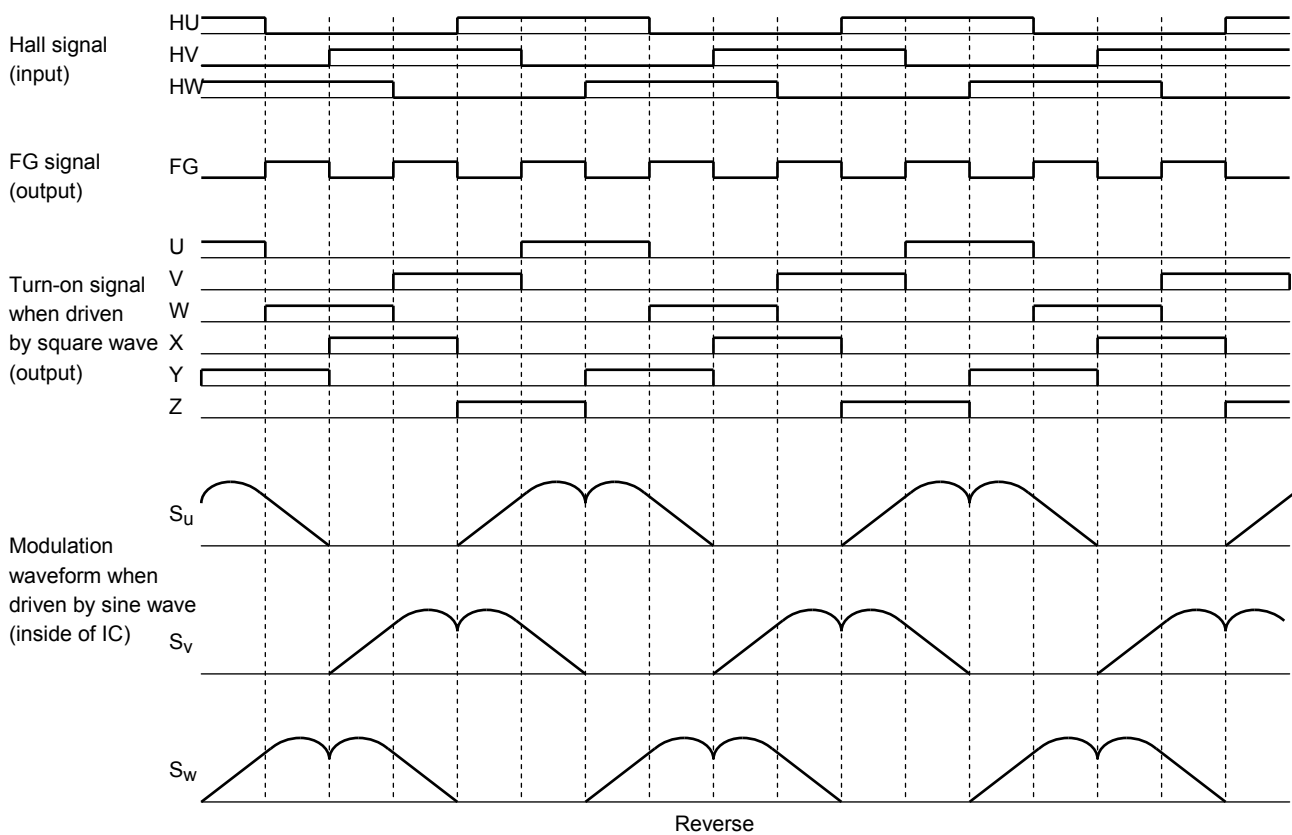 Hall signal
(input)
HU
HV
HW
FG signal
(output)
FG
Turn-on signal
when driven
by square wave
(output)
U
V
W
X
Y
Z
Modulation
waveform when
driven by sine wave
(inside of IC)
Su
Sv
Sw
Reverse